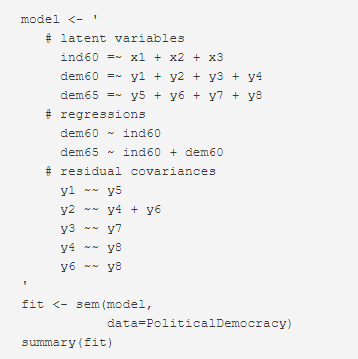 model <- '
  # latent variables
    ind60 =~ x1 + x2 + x3
    dem60 =~ y1 + y2 + y3 + y4
    dem65 =~ y5 + y6 + y7 + y8
  # regressions
    dem60 ~ ind60
    dem65 ~ ind60 + dem60
  # residual covariances
    y1 ~~ y5
    y2 ~~ y4 + y6
    y3 ~~ y7
    y4 ~~ y8
    y6 ~~ y8
'
fit <- sem(model,
           data=PoliticalDemocracy)
summary(fit)